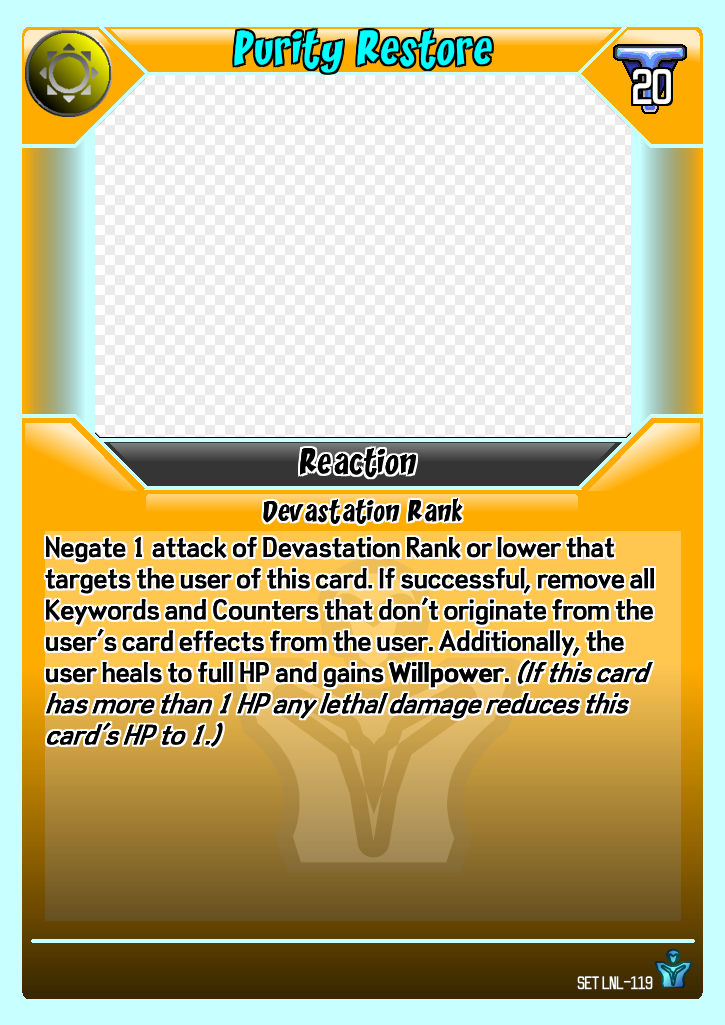 Purity Restore
20
Reaction
Devastation Rank
Negate 1 attack of Devastation Rank or lower that
targets the user of this card. If successful, remove all
Keywords and Counters that don't originate from the
user's card effects from the user. Additionally, the
user heals to full HP and gains Willpower. (If this card
has more than 1 HP any lethal damage reduces this
card's HP to 1.)
SET LNL-119